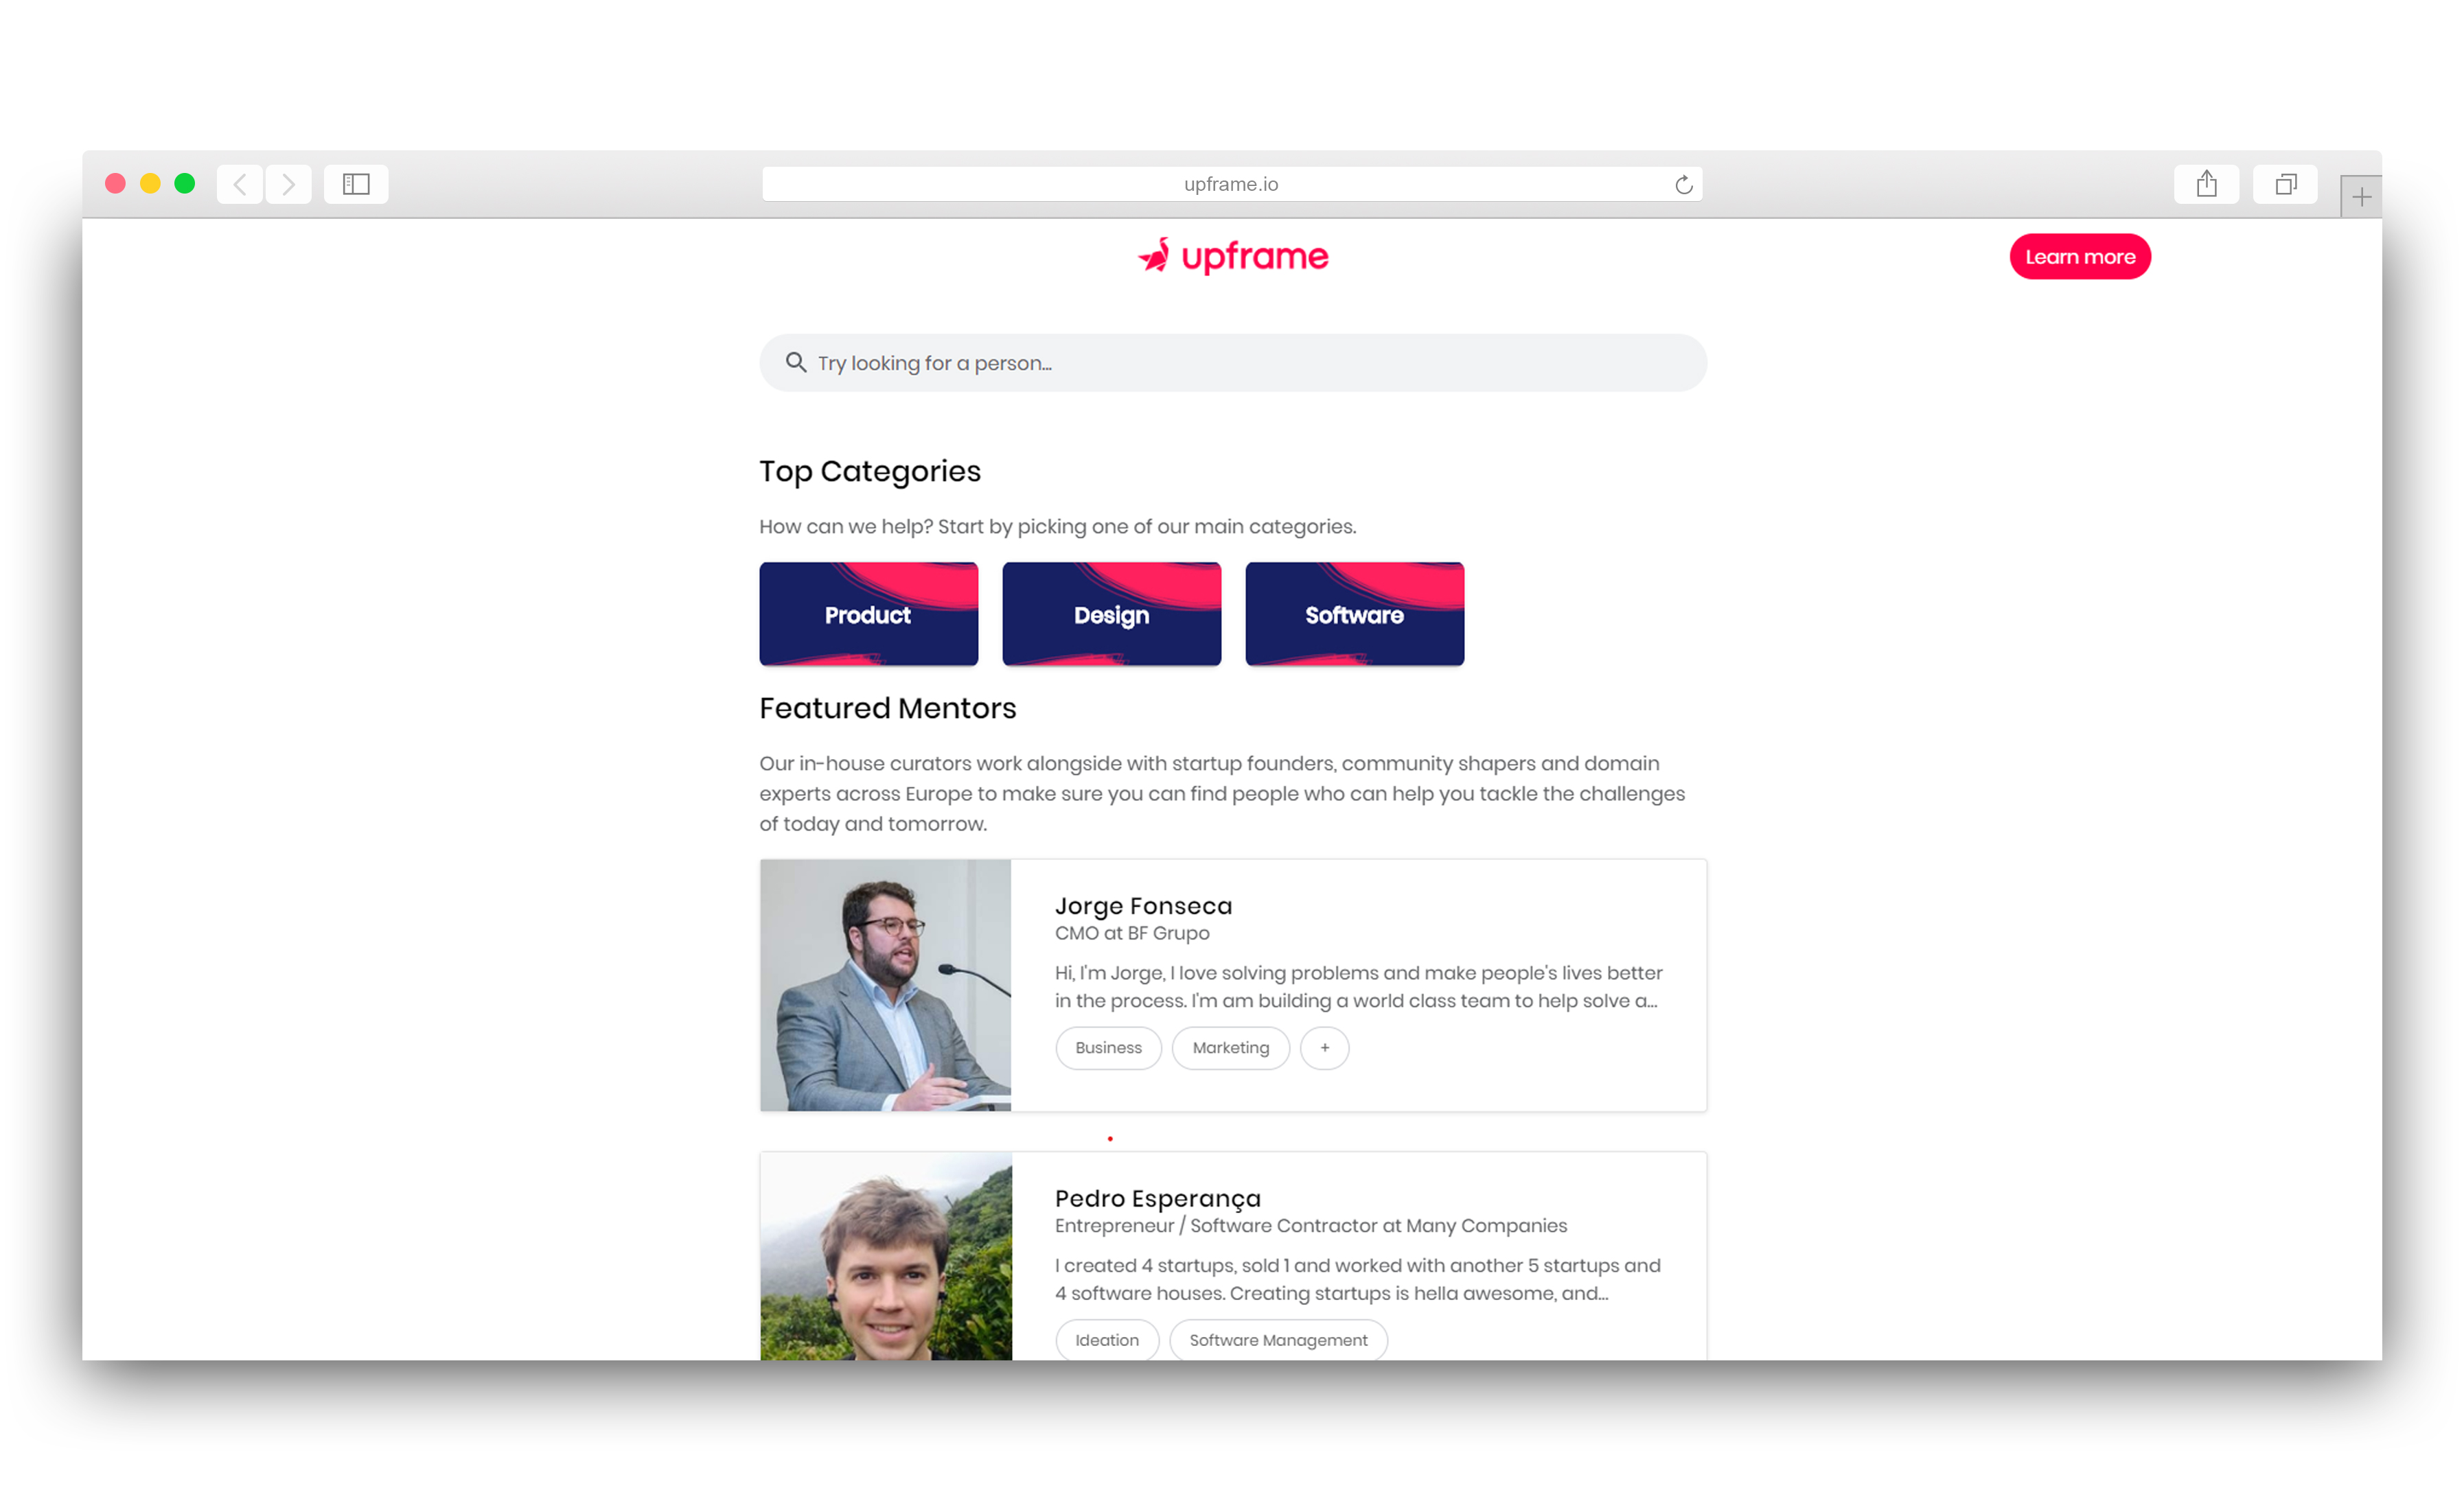 upframe.io
upframe
Learn more
Try looking for a person...
Top Categories
How can we help? Start by picking one of our main categories.
Product
Design
Software
Featured Mentors
Our in-house curators work alongside with startup founders, community shapers and domain
experts across Europe to make sure you can find people who can help you tackle the challenges
of today and tomorrow.
Jorge Fonseca
CMO at BF Grupo
Hi, I'm Jorge, I love solving problems and make people's lives better
in the process. I'm am building a world class team to help solve a...
Business
Marketing
+
Pedro Esperança
Entrepreneur / Software Contractor at Many Companies
I created 4 startups, sold 1 and worked with another 5 startups and
4 software houses. Creating startups is hella awesome, and...
Ideation
Software Management